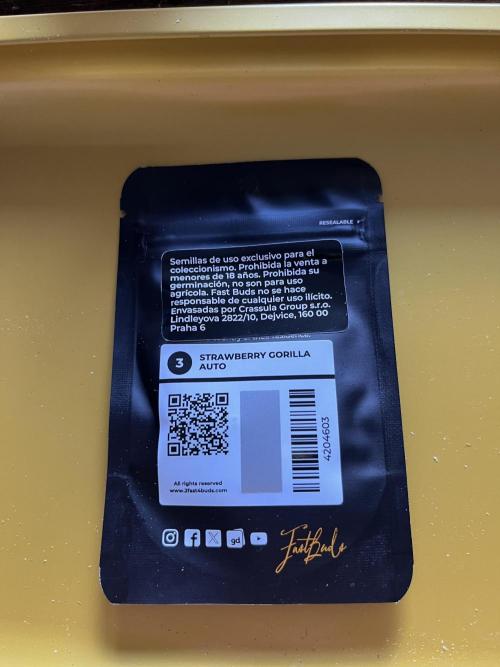 RESEALABLE
Semillas de uso exclusivo para el
coleccionismo. Prohibida la venta a
menores de 18 años. Prohibida su
germinación, no son para uso
agrícola. Fast Buds no se hace
responsable de cualquier uso ilícito.
Envasadas por Crassula Group s.r.o.
Lindleyova 2822/10, Dejvice, 160 00
Praha 6
3
STRAWBERRY GORILLA
AUTO
4204603
All rights reserved
www.2fast4buds.com
gd
FastBuds